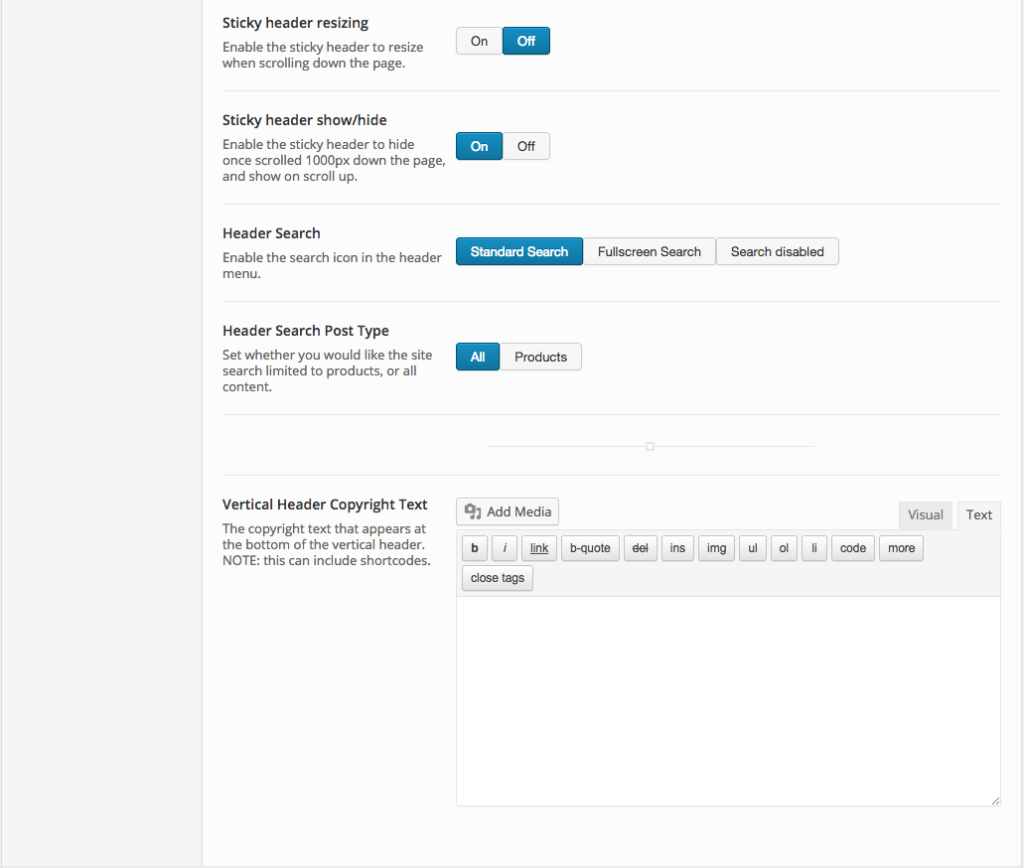 Sticky header resizing
Enable the sticky header to resize
when scrolling down the page.
On Off
Sticky header show/hide
Enable the sticky header to hide
once scrolled 1000px down the page,
and show on scroll up.
On Off
Header Search
Enable the search icon in the header
menu.
Standard Search Fullscreen Search Search disabled
Header Search Post Type
Set whether you would like the site
search limited to products, or all
content.
All Products
Vertical Header Copyright Text
The copyright text that appears at
the bottom of the vertical header.
NOTE: this can include shortcodes.
Add Media
Visual Text
b i link b-quote del ins img ul ol li code more
close tags